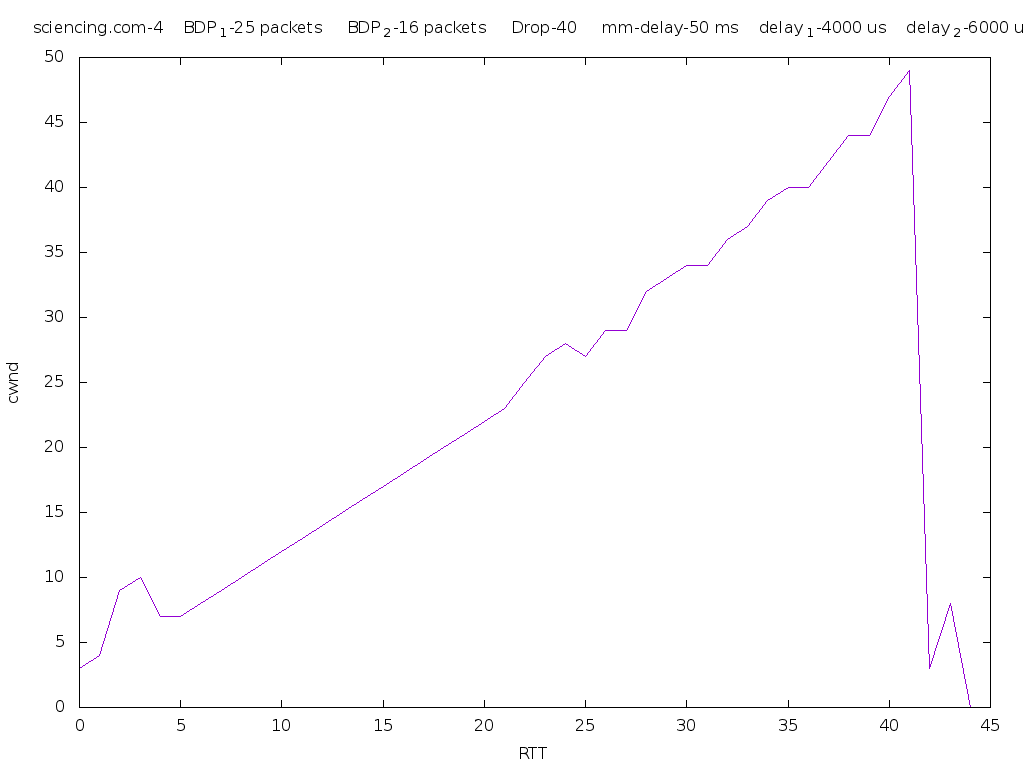 sciencing.com-4 BDP1-25 packets BDP2-16 packets Drop-40 mm-delay-50 ms delay1-4000 us delay2-6000 u
50
45
40
35
30
25
20
15
10
5
0
cwnd
0 5 10 15 20 25 30 35 40 45
RTT